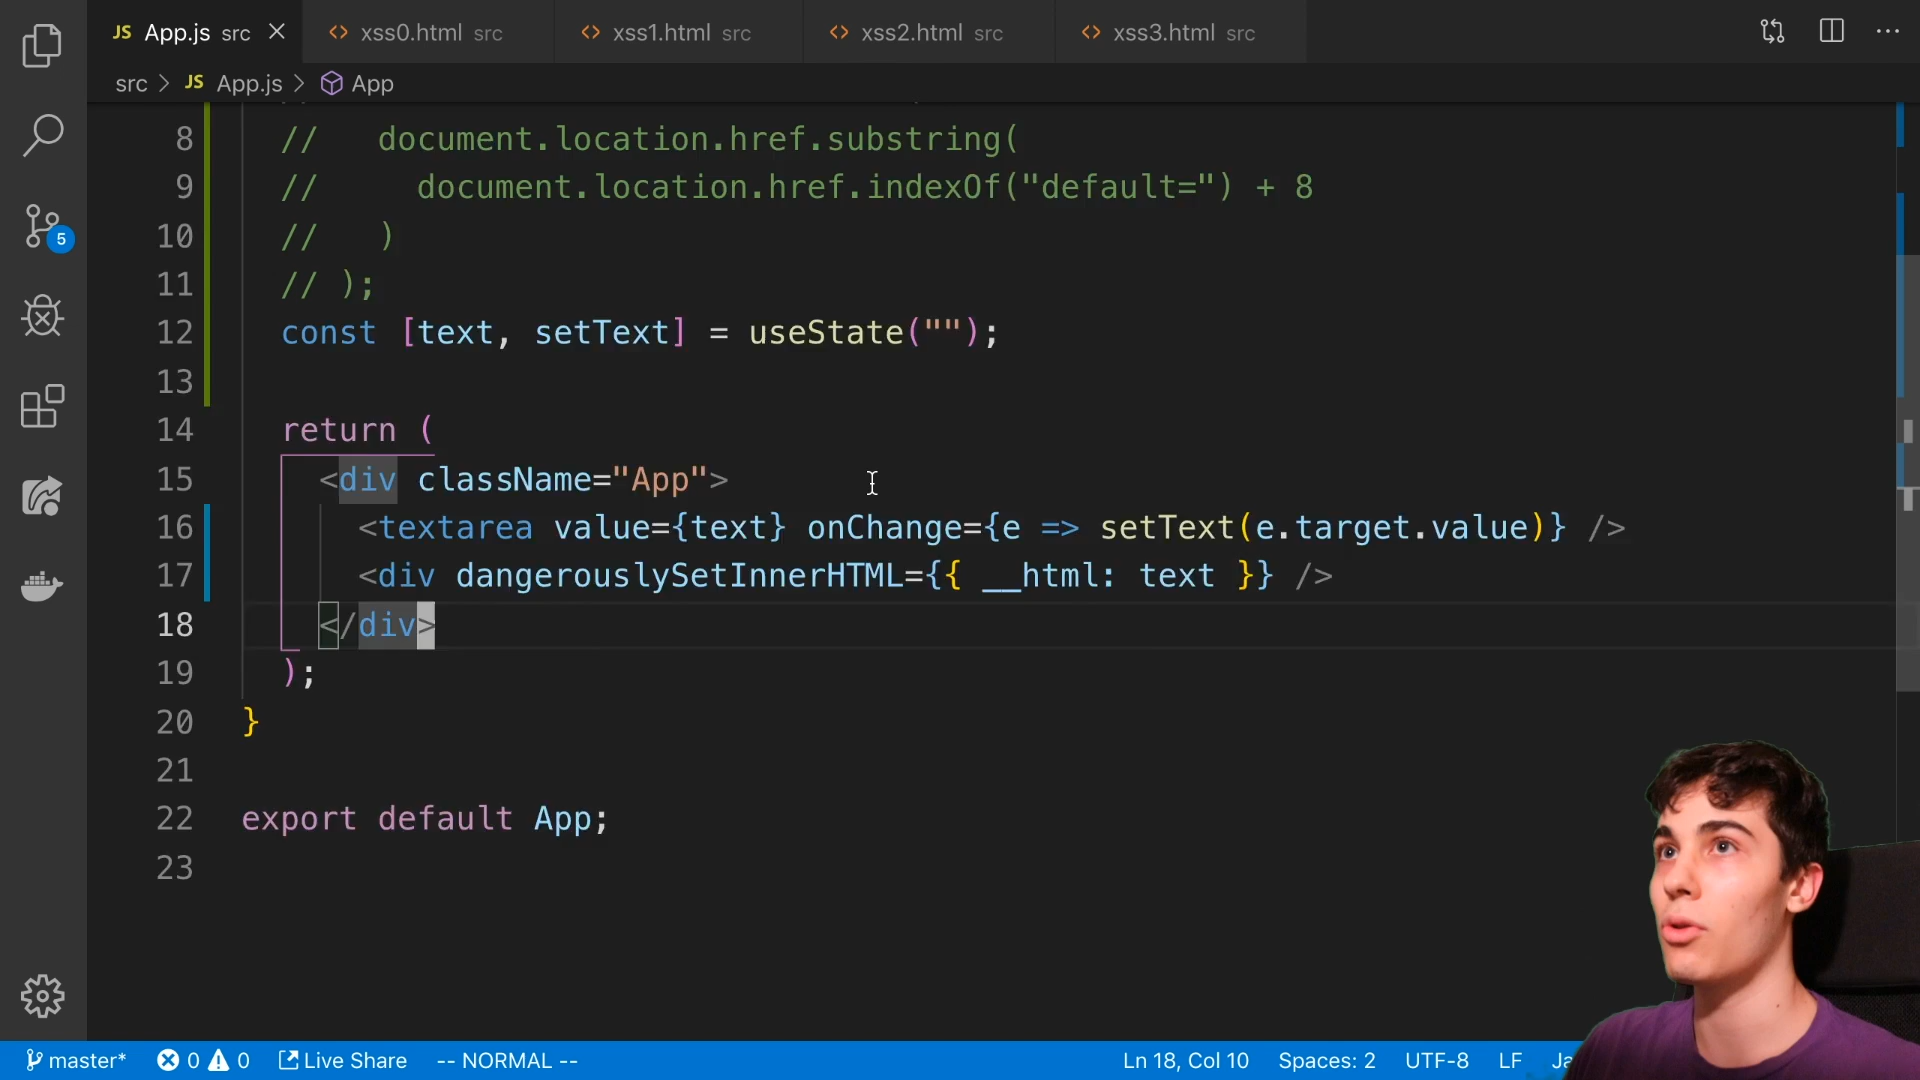 JS App.js src
<> xss0.html src
<> xss1.html src
<> xss2.html src
<> xss3.html src
src > JS App.js > App
8 //   document.location.href.substring(
9 //     document.location.href.indexOf("default=") + 8
10 //   )
11 // );
12 const [text, setText] = useState("");
13
14 return (
15 <div className="App">
16 <textarea value={text} onChange={e => setText(e.target.value)} />
17 <div dangerouslySetInnerHTML={{ __html: text }} />
18 </div>
19 );
20 }
21
22 export default App;
23
5
master* 0 0 Live Share -- NORMAL -- Ln 18, Col 10 Spaces: 2 UTF-8 LF